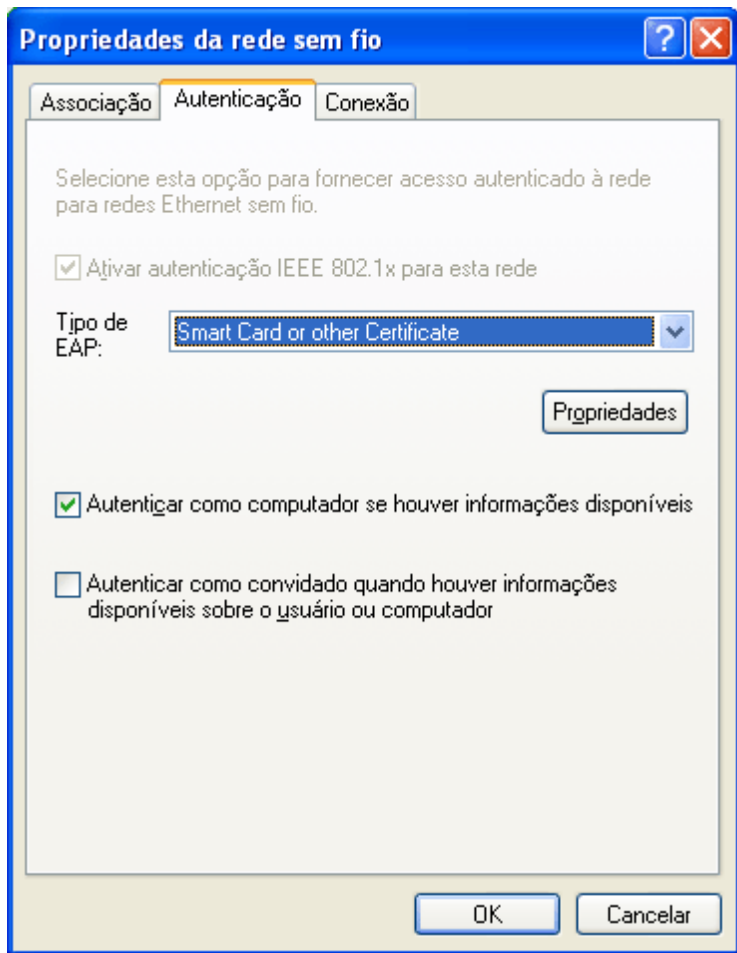 Propriedades da rede sem fio
Associação Autenticação Conexão
Selecione esta opção para fornecer acesso autenticado à rede
para redes Ethernet sem fio.
Ativar autenticação IEEE 802.1x para esta rede
Tipo de
EAP:
Smart Card or other Certificate
Propriedades
Autenticar como computador se houver informações disponíveis
Autenticar como convidado quando houver informações
disponíveis sobre o usuário ou computador
OK Cancelar